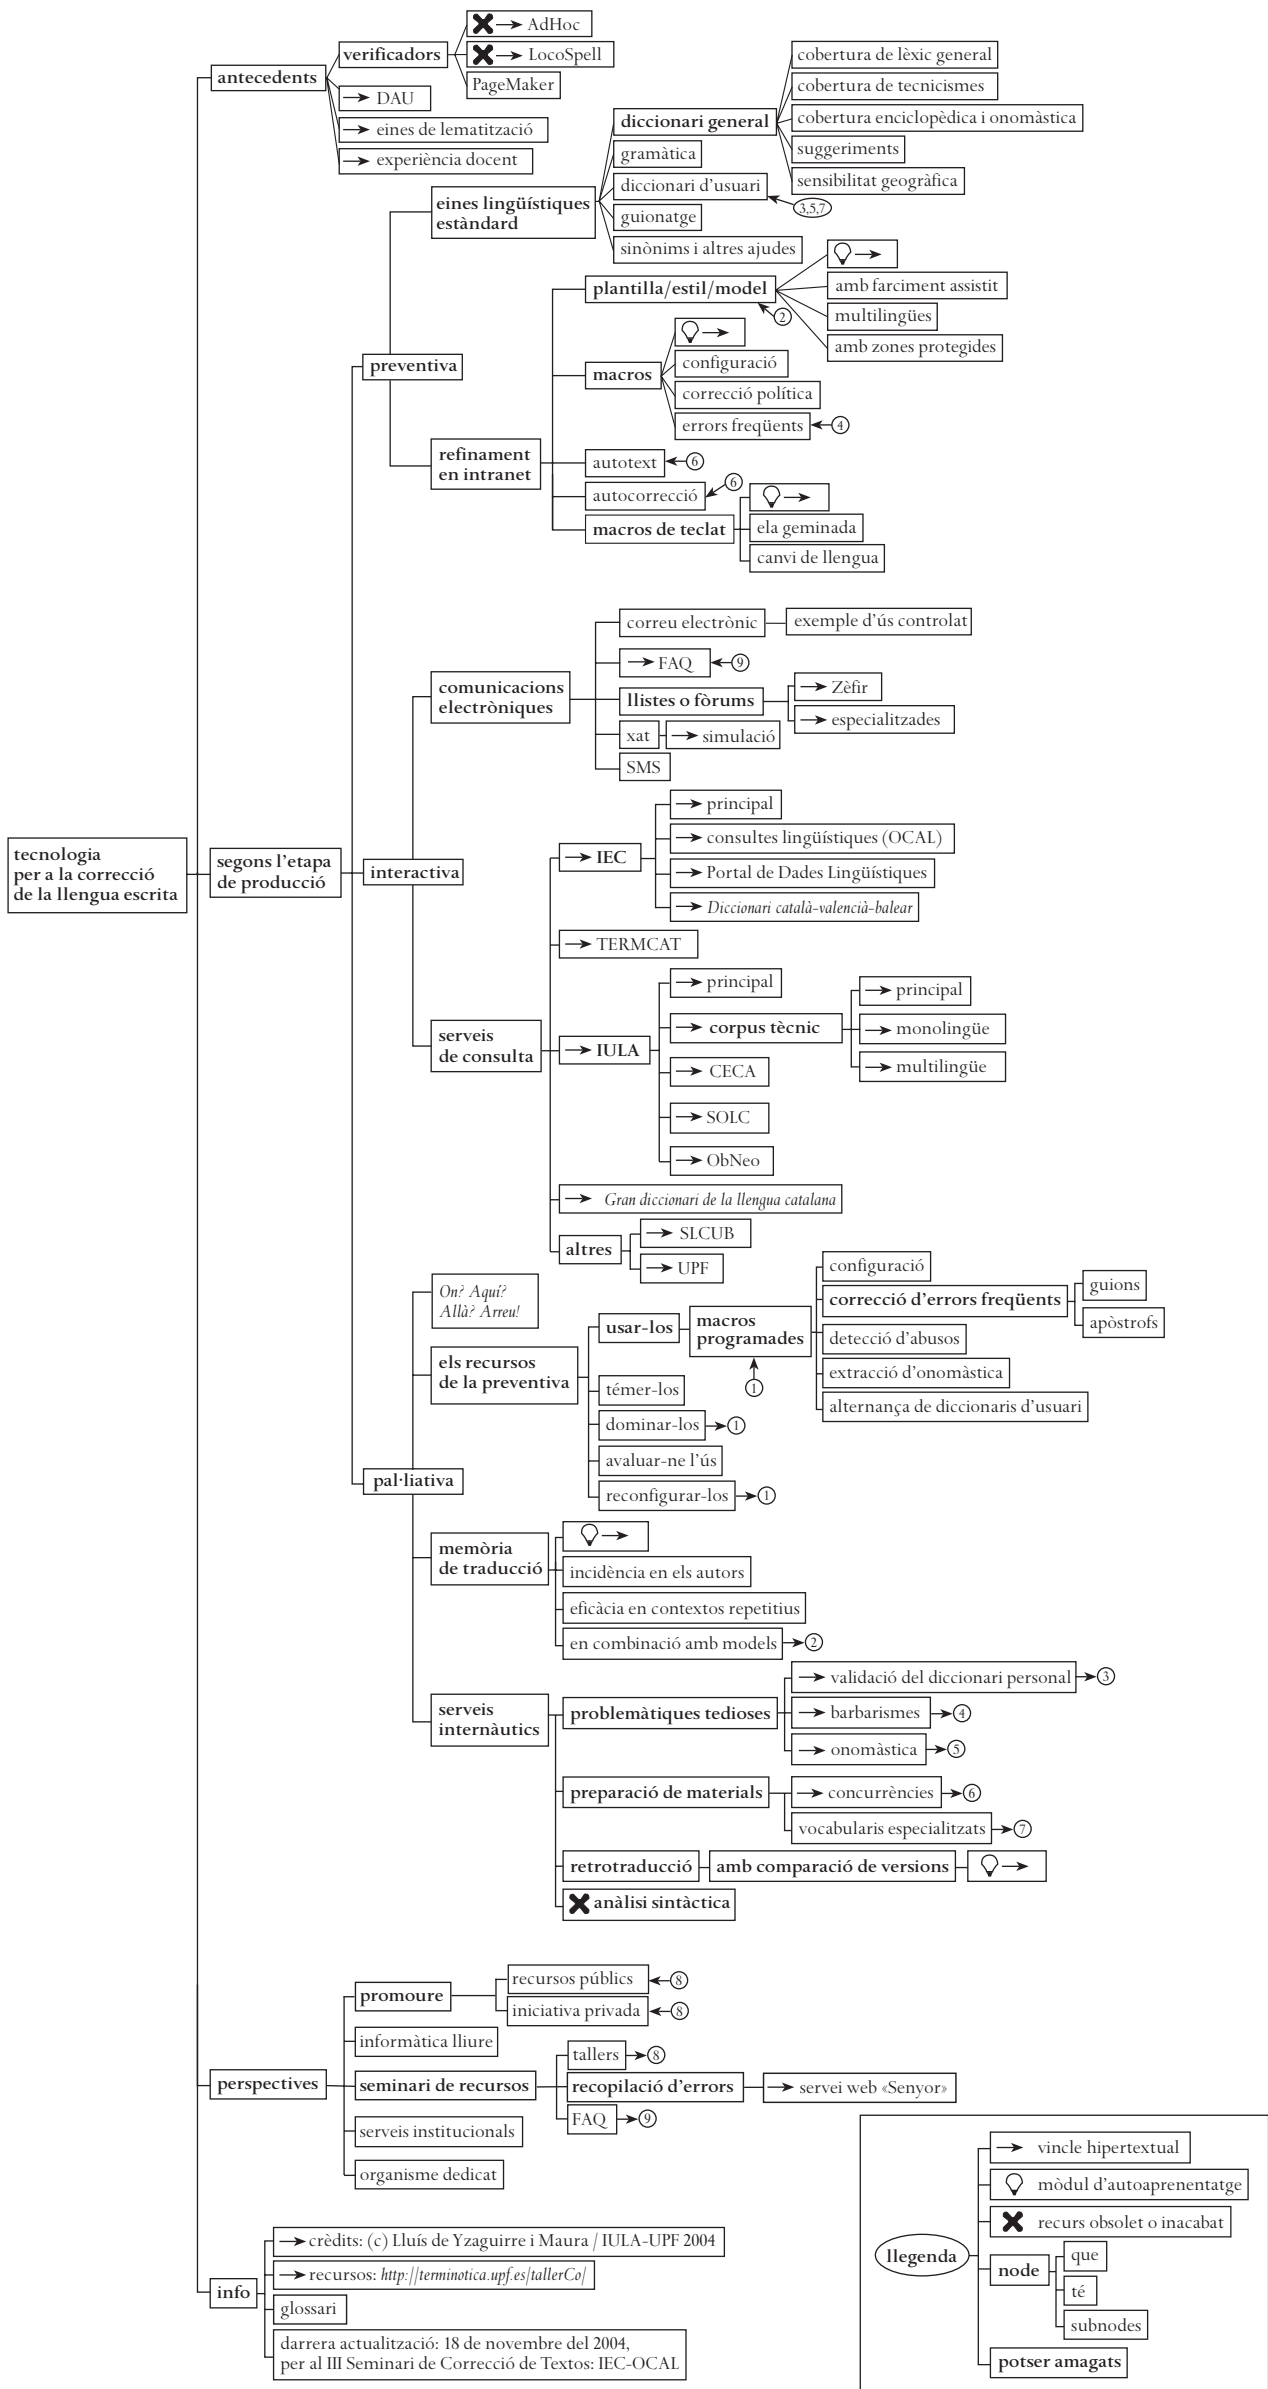 tecnologia
per a la correcció
de la llengua escrita
antecedents
verificadors
→ AdHoc
→ LocoSpell
PageMaker
→ DAU
→ eines de lematització
→ experiència docent
segons l'etapa
de producció
preventiva
eines lingüístiques
estàndard
diccionari general
cobertura de lèxic general
cobertura de tecnicismes
cobertura enciclopèdica i onomàstica
suggeriments
sensibilitat geogràfica
gramàtica
diccionari d'usuari
3,5,7
guionatge
sinònims i altres ajudes
refinament
en intranet
plantilla/estil/model
2
→
amb farciment assistit
multilingües
amb zones protegides
macros
→
configuració
correcció política
errors freqüents
4
autotext
6
autocorrecció
6
macros de teclat
→
ela geminada
canvi de llengua
interactiva
comunicacions
electròniques
correu electrònic
exemple d'ús controlat
→ FAQ
9
llistes o fòrums
→ Zèfir
→ especialitzades
xat
→ simulació
SMS
serveis
de consulta
→ IEC
→ principal
→ consultes lingüístiques (OCAL)
→ Portal de Dades Lingüístiques
→ Diccionari català-valencià-balear
→ TERMCAT
→ IULA
→ principal
→ corpus tècnic
→ principal
→ monolingüe
→ multilingüe
→ CECA
→ SOLC
→ ObNeo
→ Gran diccionari de la llengua catalana
altres
→ SLCUB
→ UPF
pal·liativa
On? Aquí?
Allà? Arreu!
els recursos
de la preventiva
usar-los
macros
programades
1
configuració
correcció d'errors freqüents
guions
apòstrofs
detecció d'abusos
extracció d'onomàstica
alternança de diccionaris d'usuari
témer-los
dominar-los
1
avaluar-ne l'ús
reconfigurar-los
1
memòria
de traducció
→
incidència en els autors
eficàcia en contextos repetitius
en combinació amb models
2
serveis
internàutics
problemàtiques tedioses
→ validació del diccionari personal
3
→ barbarismes
4
→ onomàstica
5
preparació de materials
→ concurrències
6
vocabularis especialitzats
7
retrotraducció
amb comparació de versions
→
anàlisi sintàctica
perspectives
promoure
recursos públics
8
iniciativa privada
8
informàtica lliure
seminari de recursos
tallers
8
recopilació d'errors
→ servei web «Senyor»
FAQ
9
serveis institucionals
organisme dedicat
info
→ crèdits: (c) Lluís de Yzaguirre i Maura / IULA-UPF 2004
→ recursos: http://terminotica.upf.es/tallerCo/
glossari
darrera actualització: 18 de novembre del 2004,
per al III Seminari de Correcció de Textos: IEC-OCAL
llegenda
→ vincle hipertextual
mòdul d'autoaprenentatge
recurs obsolet o inacabat
node
que
té
subnodes
potser amagats